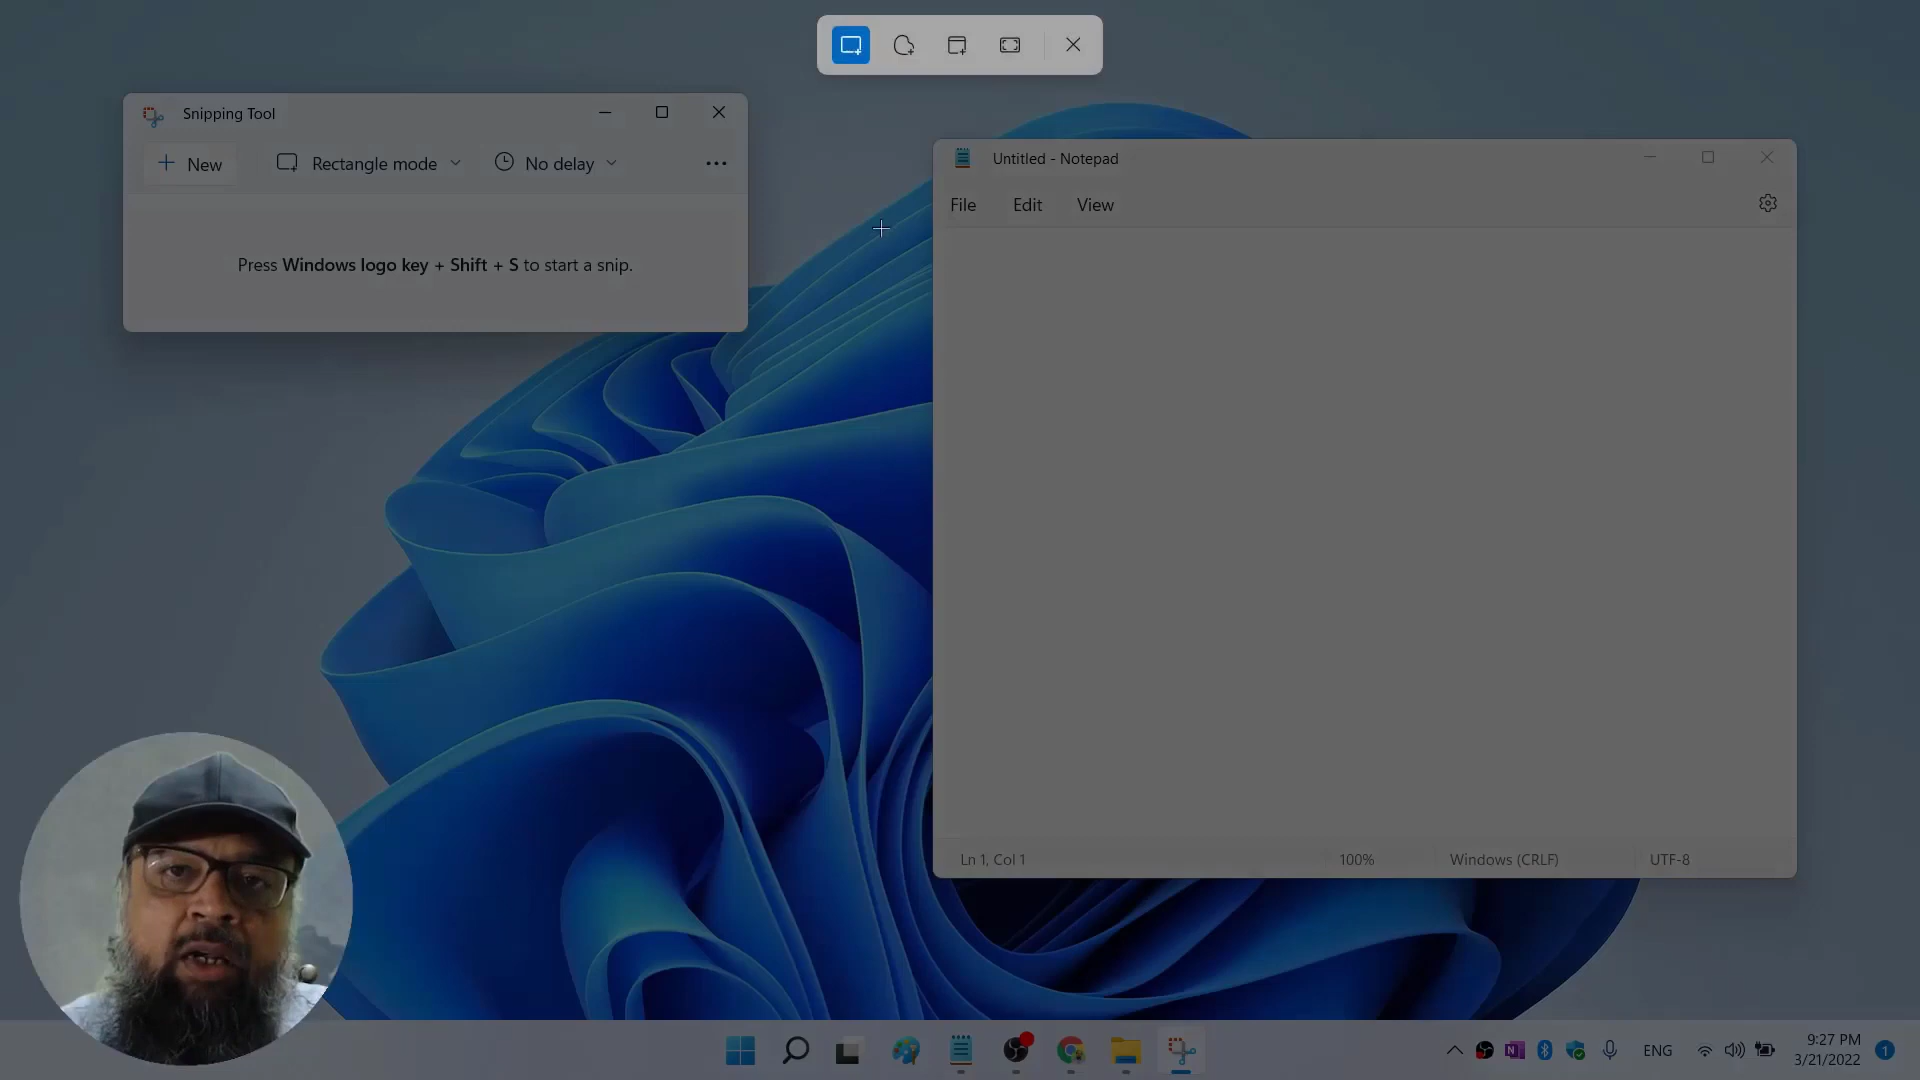 Snipping Tool
New
Rectangle mode
No delay
Press Windows logo key + Shift + S to start a snip.
Untitled - Notepad
File
Edit
View
Ln 1, Col 1
100%
Windows (CRLF)
UTF-8
ENG
9:27 PM
3/21/2022
1